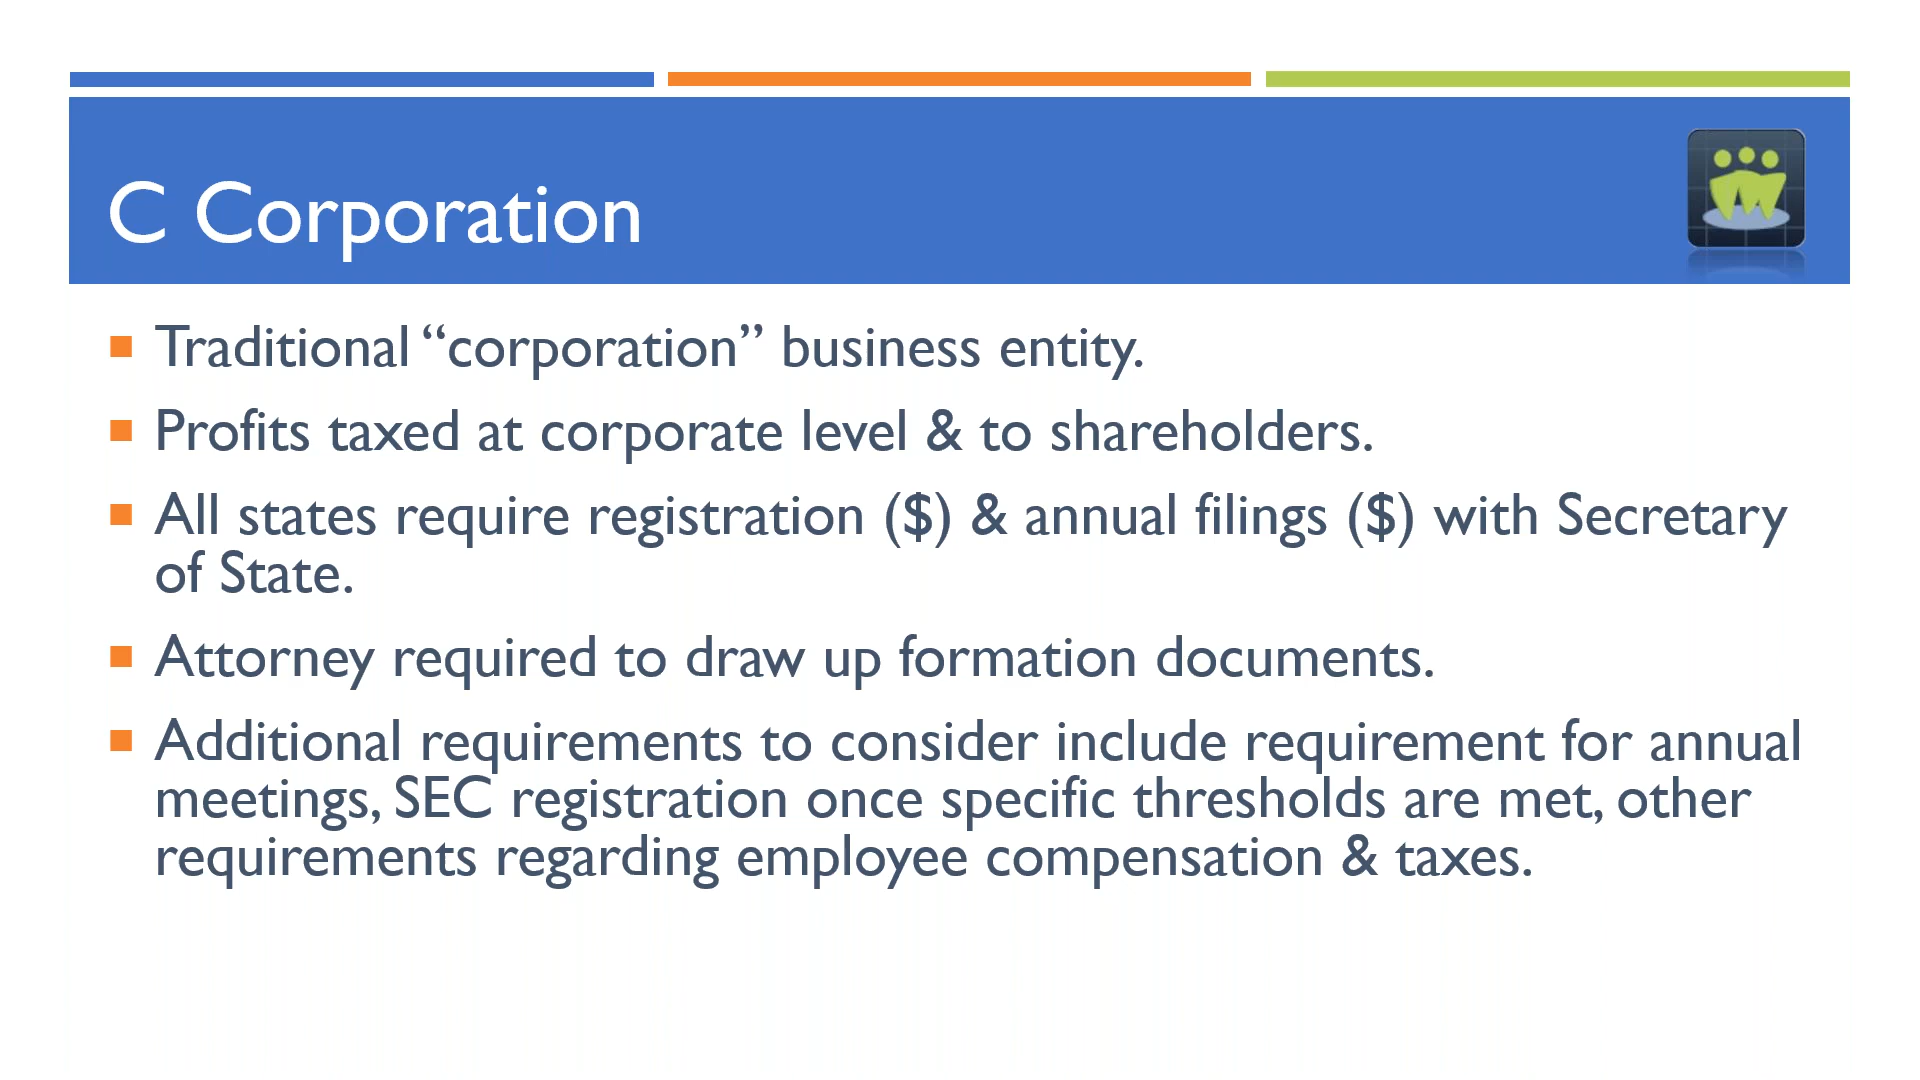 C Corporation
Traditional “corporation” business entity.
Profits taxed at corporate level & to shareholders.
All states require registration ($) & annual filings ($) with Secretary
of State.
Attorney required to draw up formation documents.
Additional requirements to consider include requirement for annual
meetings, SEC registration once specific thresholds are met, other
requirements regarding employee compensation & taxes.